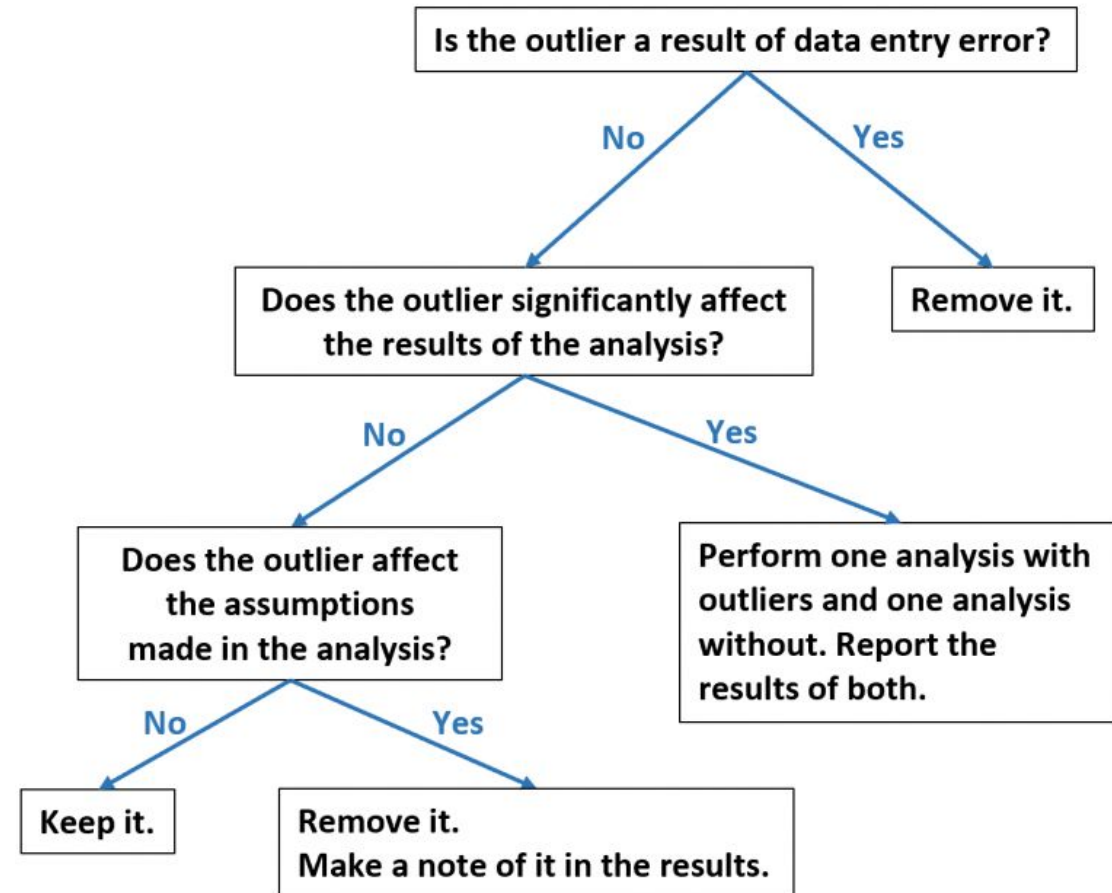 Is the outlier a result of data entry error?
No
Yes
Does the outlier significantly affect
the results of the analysis?
Remove it.
No
Yes
Does the outlier affect
the assumptions
made in the analysis?
Perform one analysis with
outliers and one analysis
without. Report the
results of both.
No
Yes
Keep it.
Remove it.
Make a note of it in the results.